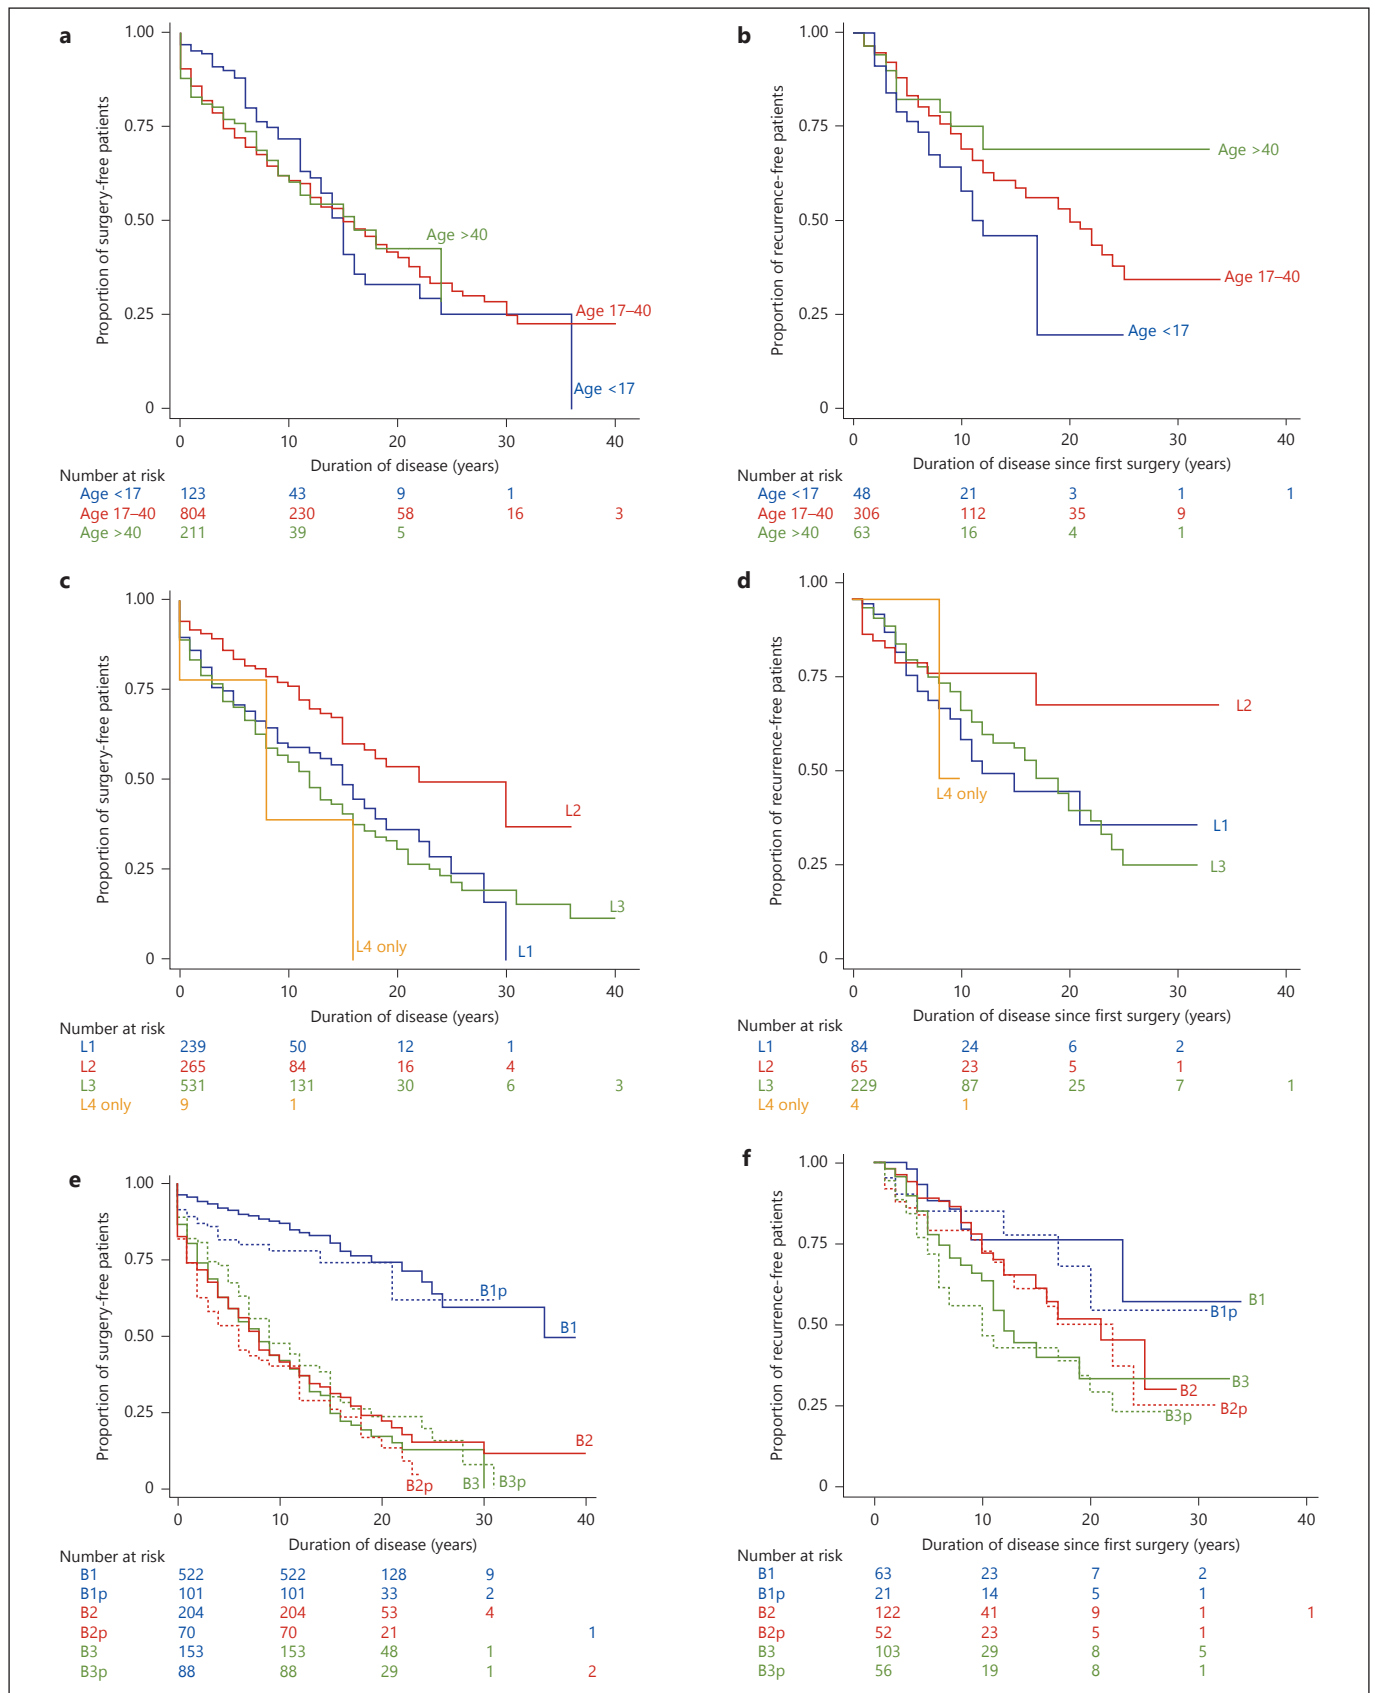 a
1.00
0.75
0.50
0.25
0
Proportion of surgery-free patients
Age >40
Age 17–40
Age <17
0 10 20 30 40
Duration of disease (years)
Number at risk
Age <17 123 43 9 1
Age 17–40 804 230 58 16 3
Age >40 211 39 5
b
1.00
0.75
0.50
0.25
0
Proportion of recurrence-free patients
Age >40
Age 17–40
Age <17
0 10 20 30 40
Duration of disease since first surgery (years)
Number at risk
Age <17 48 21 3 1 1
Age 17–40 306 112 35 9
Age >40 63 16 4 1
c
1.00
0.75
0.50
0.25
0
Proportion of surgery-free patients
L2
L3
L4 only
L1
0 10 20 30 40
Duration of disease (years)
Number at risk
L1 239 50 12 1
L2 265 84 16 4
L3 531 131 30 6 3
L4 only 9 1
d
1.00
0.75
0.50
0.25
0
Proportion of recurrence-free patients
L2
L4 only
L1
L3
0 10 20 30 40
Duration of disease since first surgery (years)
Number at risk
L1 84 24 6 2
L2 65 23 5 1
L3 229 87 25 7 1
L4 only 4 1
e
1.00
0.75
0.50
0.25
0
Proportion of surgery-free patients
B1p
B1
B2
B2p
B3
B3p
0 10 20 30 40
Duration of disease (years)
Number at risk
B1 522 522 128 9
B1p 101 101 33 2
B2 204 204 53 4
B2p 70 70 21 1
B3 153 153 48 1
B3p 88 88 29 1 2
f
1.00
0.75
0.50
0.25
0
Proportion of recurrence-free patients
B1
B1p
B3
B2
B2p
B3p
0 10 20 30 40
Duration of disease since first surgery (years)
Number at risk
B1 63 23 7 2
B1p 21 14 5 1
B2 122 41 9 1 1
B2p 52 23 5 1
B3 103 29 8 5
B3p 56 19 8 1